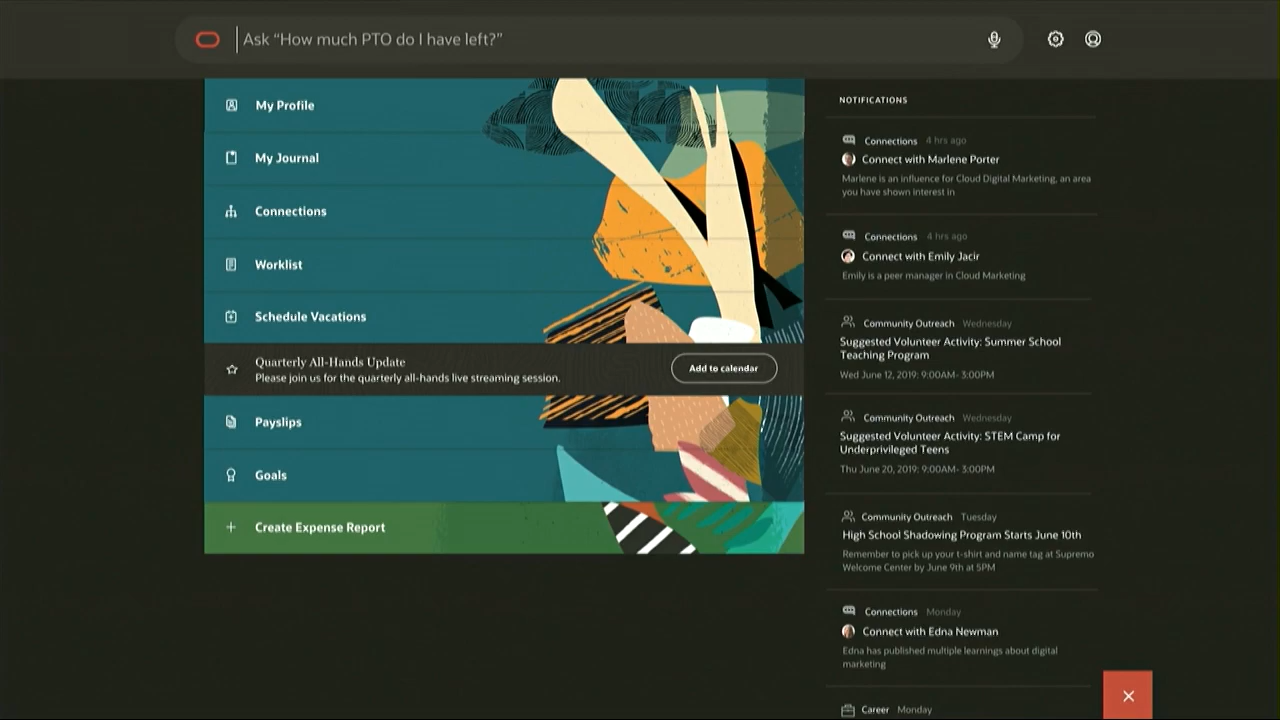 Ask “How much PTO do I have left?”
My Profile
My Journal
Connections
Worklist
Schedule Vacations
Quarterly All-Hands Update
Please join us for the quarterly all-hands live streaming session.
Add to calendar
Payslips
Goals
Create Expense Report
NOTIFICATIONS
Connections 4 hrs ago
Connect with Marlene Porter
Marlene is an influence for Cloud Digital Marketing, an area
you have shown interest in
Connections 4 hrs ago
Connect with Emily Jacir
Emily is a peer manager in Cloud Marketing
Community Outreach Wednesday
Suggested Volunteer Activity: Summer School
Teaching Program
Wed June 12, 2019: 9:00AM- 3:00PM
Community Outreach Wednesday
Suggested Volunteer Activity: STEM Camp for
Underprivileged Teens
Thu June 20, 2019: 9:00AM- 3:00PM
Community Outreach Tuesday
High School Shadowing Program Starts June 10th
Remember to pick up your t-shirt and name tag at Supremo
Welcome Center by June 9th at 5PM
Connections Monday
Connect with Edna Newman
Edna has published multiple learnings about digital
marketing
Career Monday